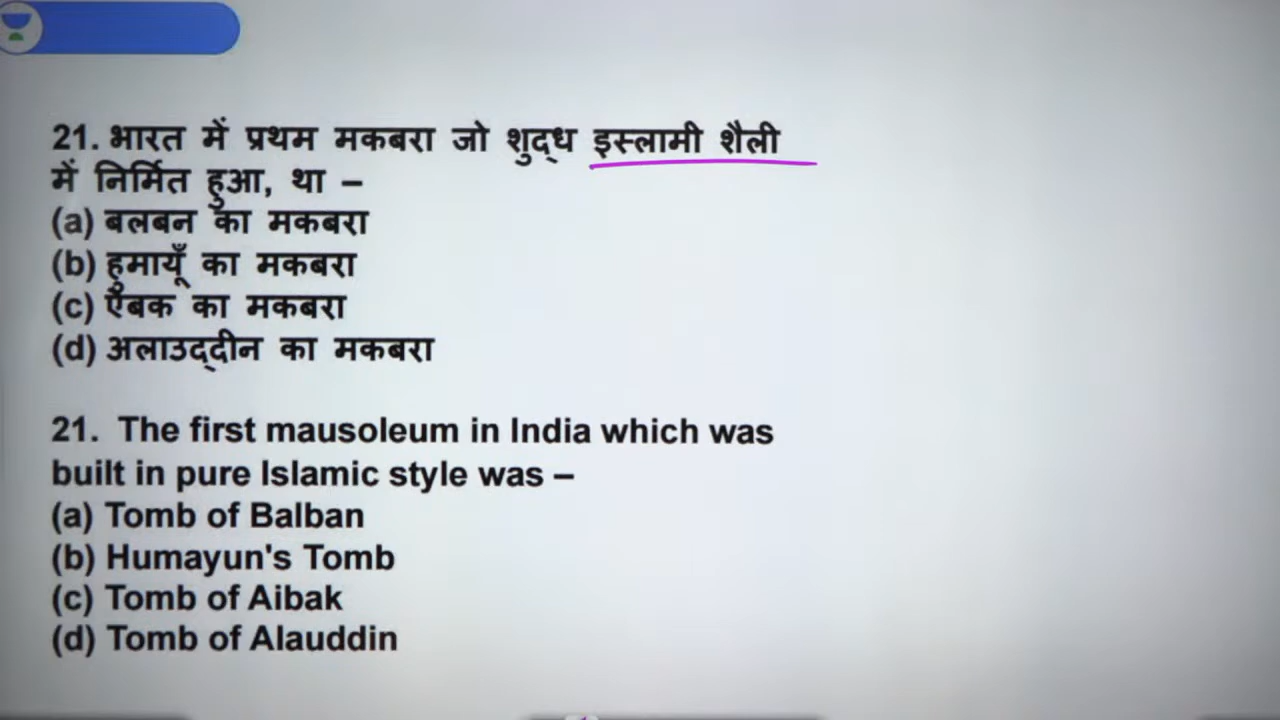 21. भारत में प्रथम मकबरा जो शुद्ध इस्लामी शैली
में निर्मित हुआ, था –
(a) बलबन का मकबरा
(b) हुमायूँ का मकबरा
(c) ऐबक का मकबरा
(d) अलाउद्दीन का मकबरा
21. The first mausoleum in India which was
built in pure Islamic style was –
(a) Tomb of Balban
(b) Humayun's Tomb
(c) Tomb of Aibak
(d) Tomb of Alauddin